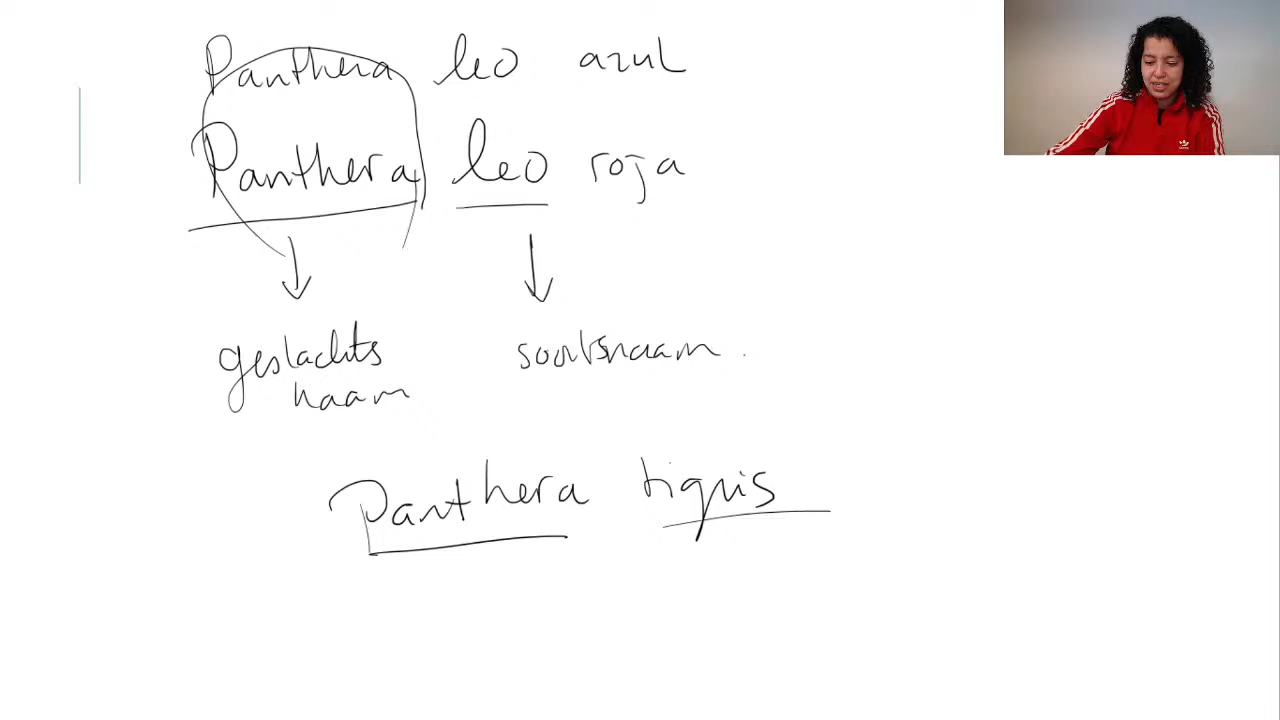 Panthera leo azul
Panthera leo roja
geslachts
naam
soortsnaam.
Panthera tigris